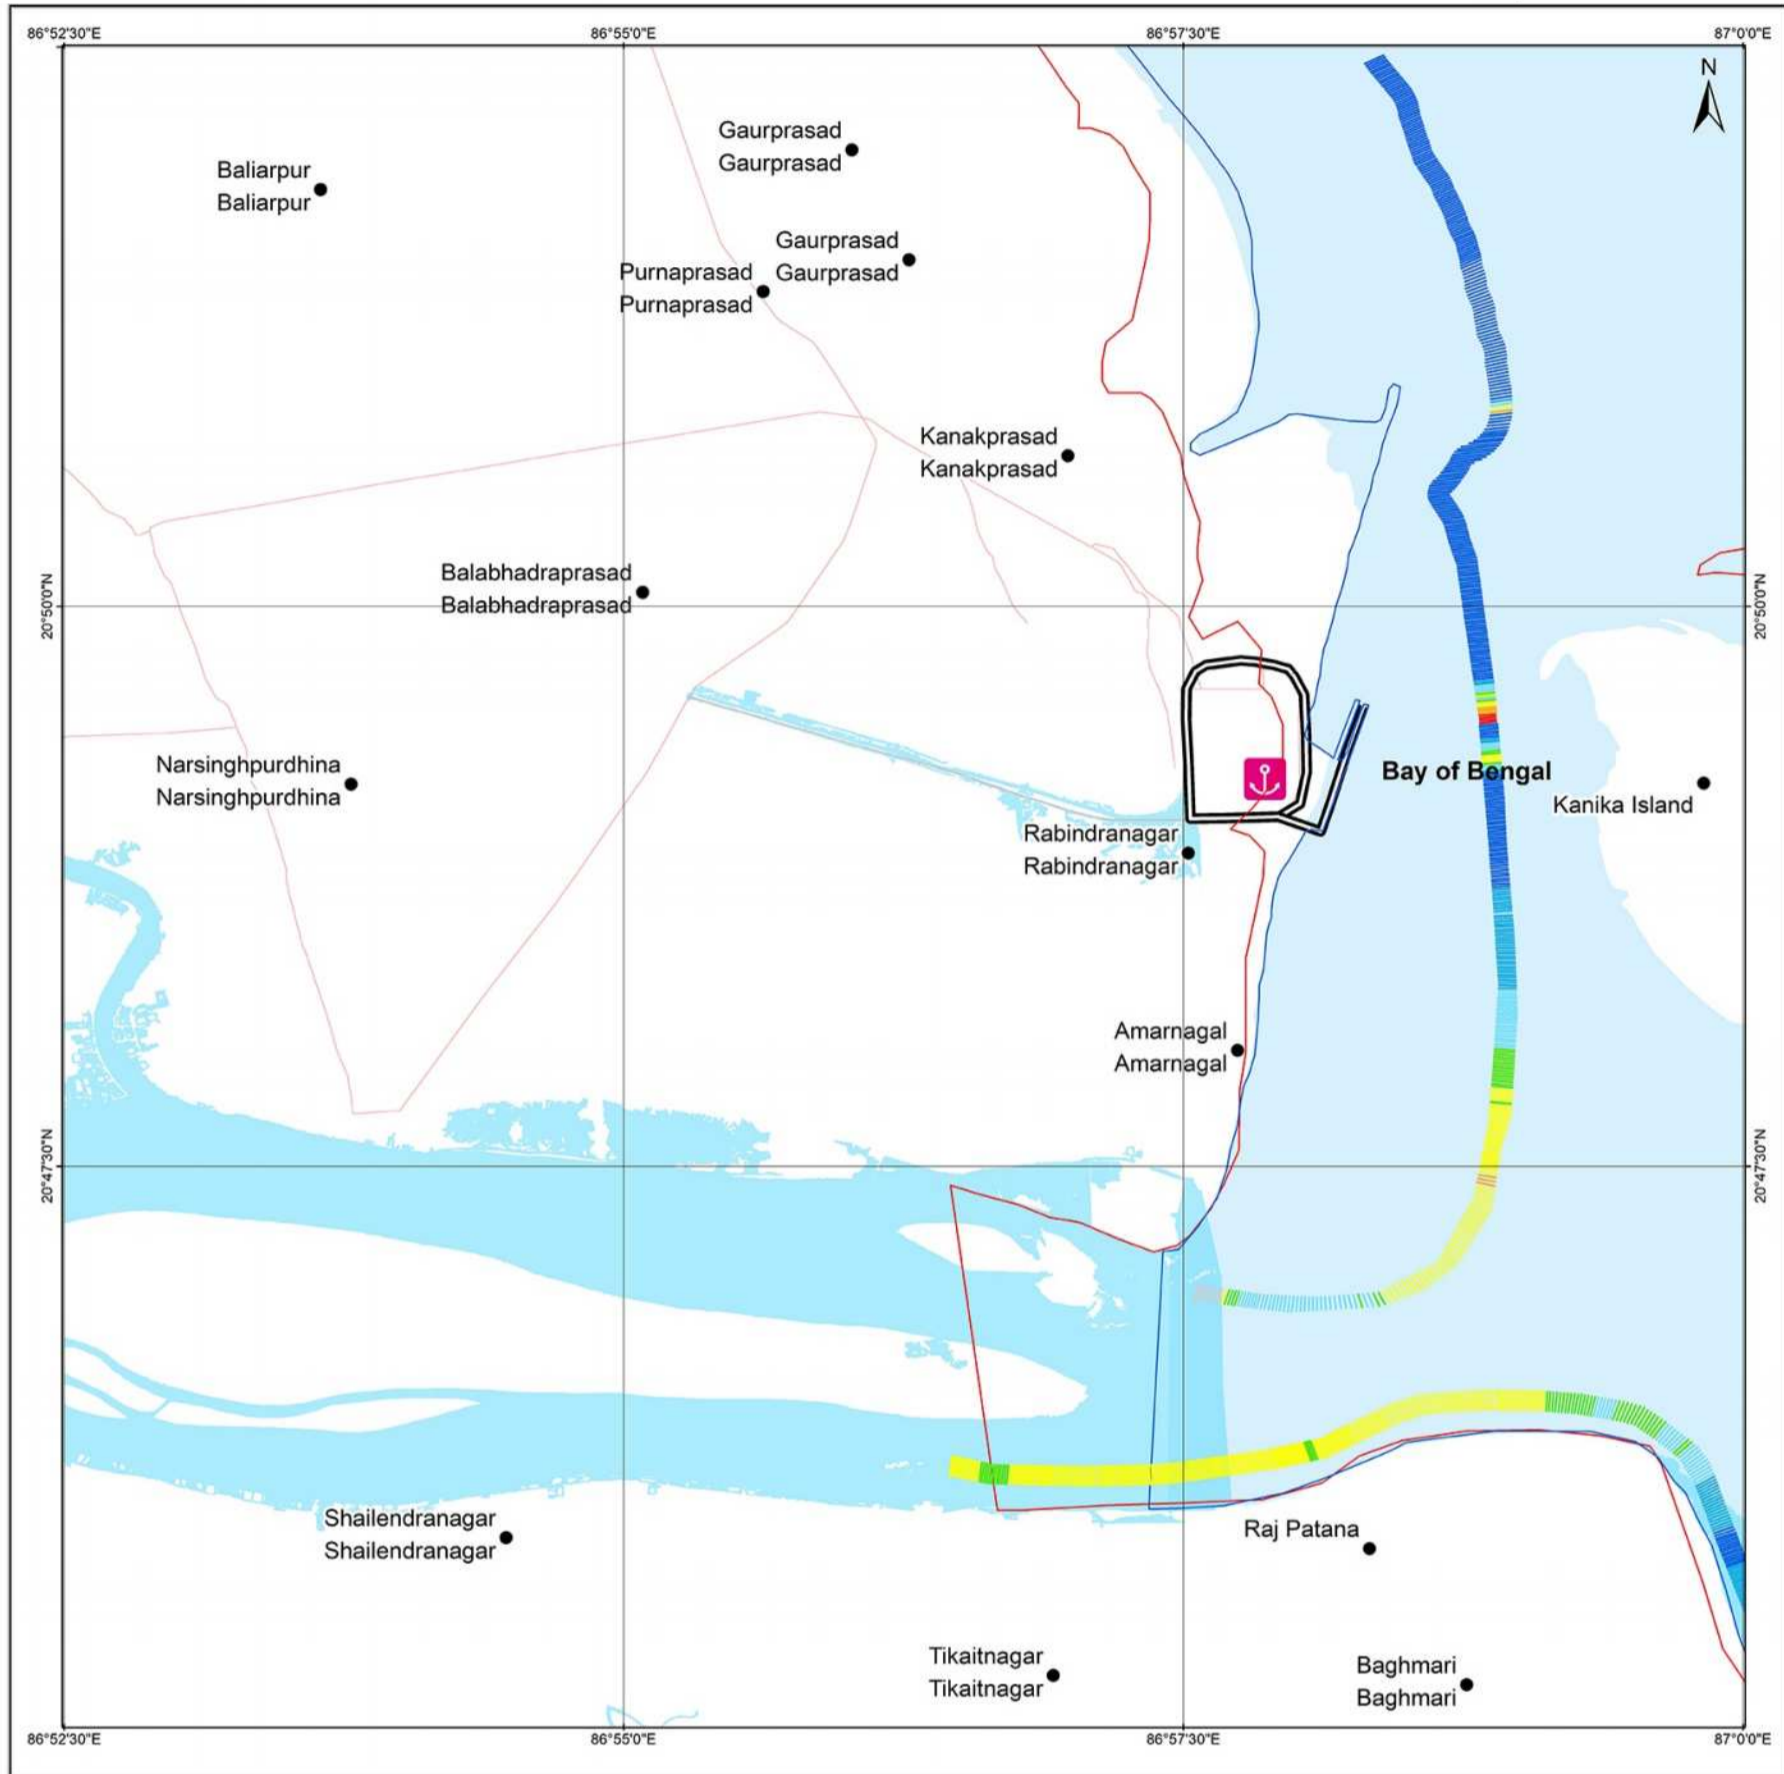 86°52'30"E
86°55'0"E
86°57'30"E
87°0'0"E
N
Gaurprasad
Gaurprasad
Baliarpur
Baliarpur
Gaurprasad
Gaurprasad
Purnaprasad
Purnaprasad
Kanakprasad
Kanakprasad
Balabhadraprasad
Balabhadraprasad
20°50'0"N
20°50'0"N
Narsinghpurdhina
Narsinghpurdhina
Bay of Bengal
Kanika Island
Rabindranagar
Rabindranagar
Amarnagal
Amarnagal
20°47'30"N
20°47'30"N
Shailendranagar
Shailendranagar
Raj Patana
Tikaitnagar
Tikaitnagar
Baghmari
Baghmari
86°52'30"E
86°55'0"E
86°57'30"E
87°0'0"E